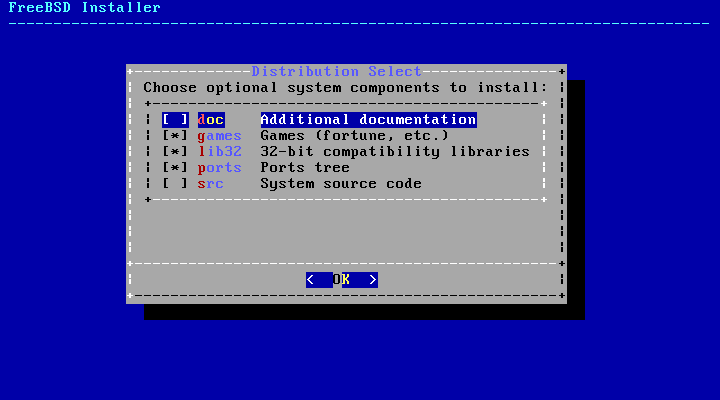 FreeBSD Installer
Distribution Select
Choose optional system components to install:
[ ] doc Additional documentation
[*] games Games (fortune, etc.)
[*] lib32 32-bit compatibility libraries
[*] ports Ports tree
[ ] src System source code
< OK >